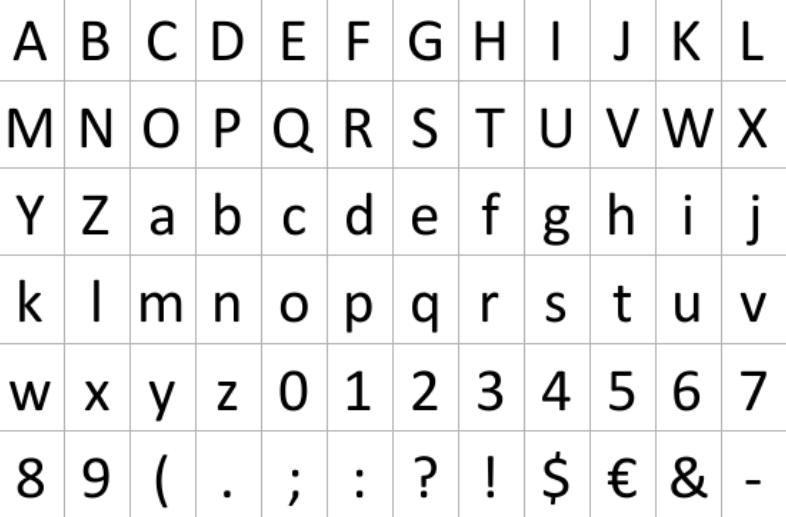 A B C D E F G H I J K L
M N O P Q R S T U V W X
Y Z a b c d e f g h i j
k l m n o p q r s t u v
w x y z 0 1 2 3 4 5 6 7
8 9 ( . ; : ? ! $ € & -